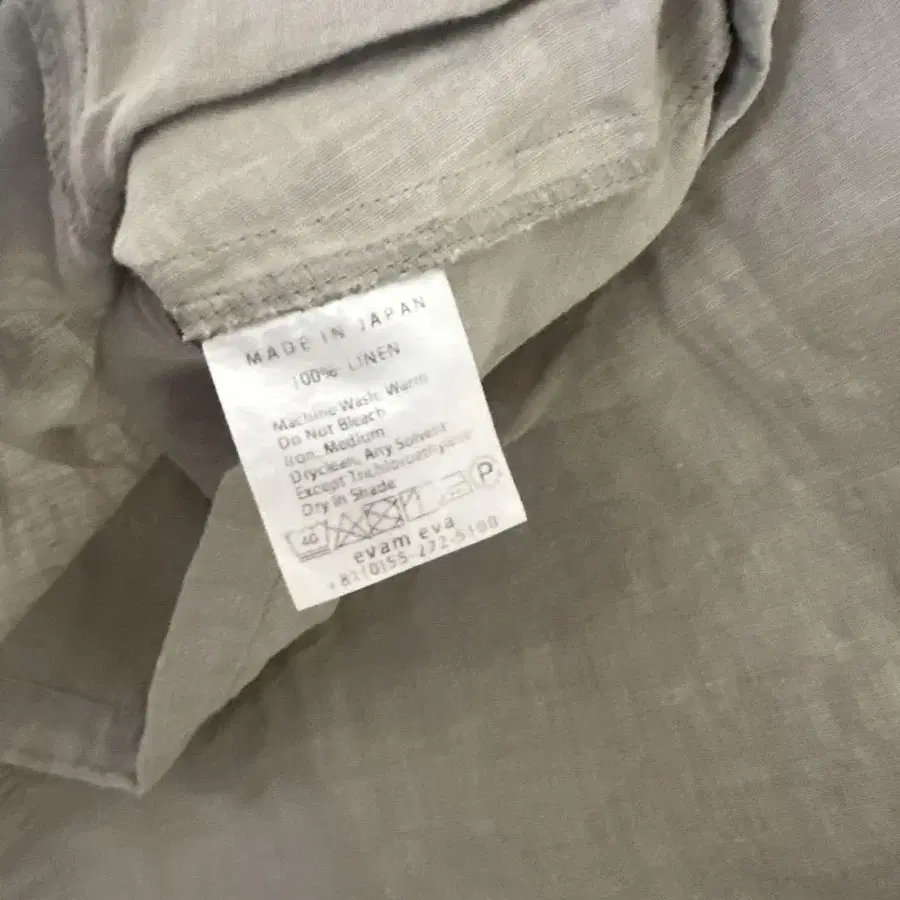 MADE IN JAPAN
100% LINEN
Machine Wash, Warm
Do Not Bleach
Iron, Medium
Dryclean, Any Solvent
Except Trichloroethylene
Dry in Shade
40 P
evam eva
+81(0)55-272-5100